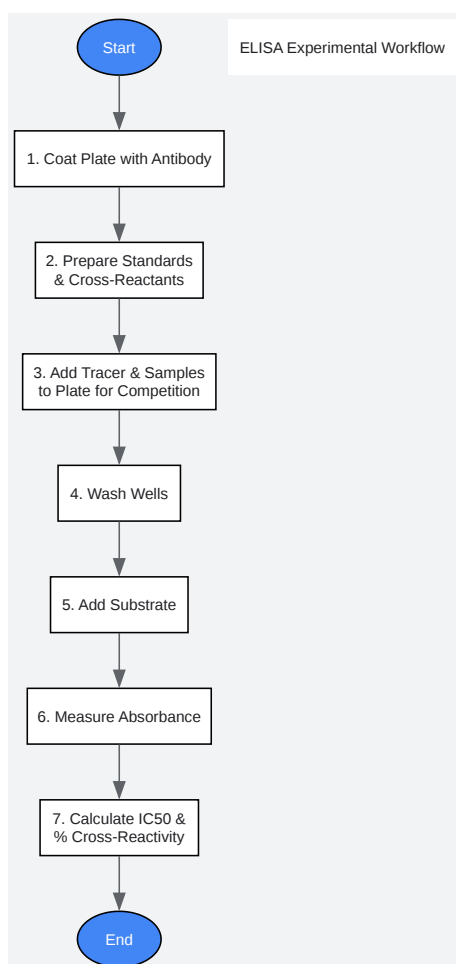 Start
ELISA Experimental Workflow
1. Coat Plate with Antibody
2. Prepare Standards
& Cross-Reactants
3. Add Tracer & Samples
to Plate for Competition
4. Wash Wells
5. Add Substrate
6. Measure Absorbance
7. Calculate IC50 &
% Cross-Reactivity
End